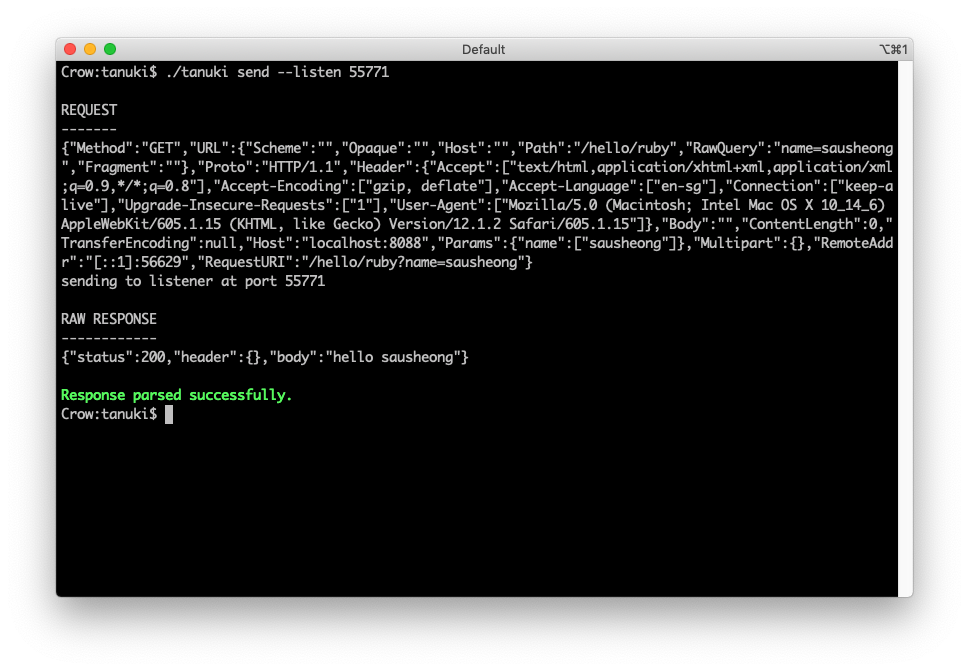 Default
⌥⌘1
Crow:tanuki$ ./tanuki send --listen 55771
REQUEST
-------
{"Method":"GET","URL":{"Scheme":"","Opaque":"","Host":"","Path":"/hello/ruby","RawQuery":"name=sausheong
","Fragment":""},"Proto":"HTTP/1.1","Header":{"Accept":["text/html,application/xhtml+xml,application/xml
;q=0.9,*/*;q=0.8"],"Accept-Encoding":["gzip, deflate"],"Accept-Language":["en-sg"],"Connection":["keep-a
live"],"Upgrade-Insecure-Requests":["1"],"User-Agent":["Mozilla/5.0 (Macintosh; Intel Mac OS X 10_14_6)
AppleWebKit/605.1.15 (KHTML, like Gecko) Version/12.1.2 Safari/605.1.15"]},"Body":"","ContentLength":0,"
TransferEncoding":null,"Host":"localhost:8088","Params":{"name":["sausheong"]},"Multipart":{},"RemoteAdd
r":"[::1]:56629","RequestURI":"/hello/ruby?name=sausheong"}
sending to listener at port 55771
RAW RESPONSE
------------
{"status":200,"header":{},"body":"hello sausheong"}
Response parsed successfully.
Crow:tanuki$